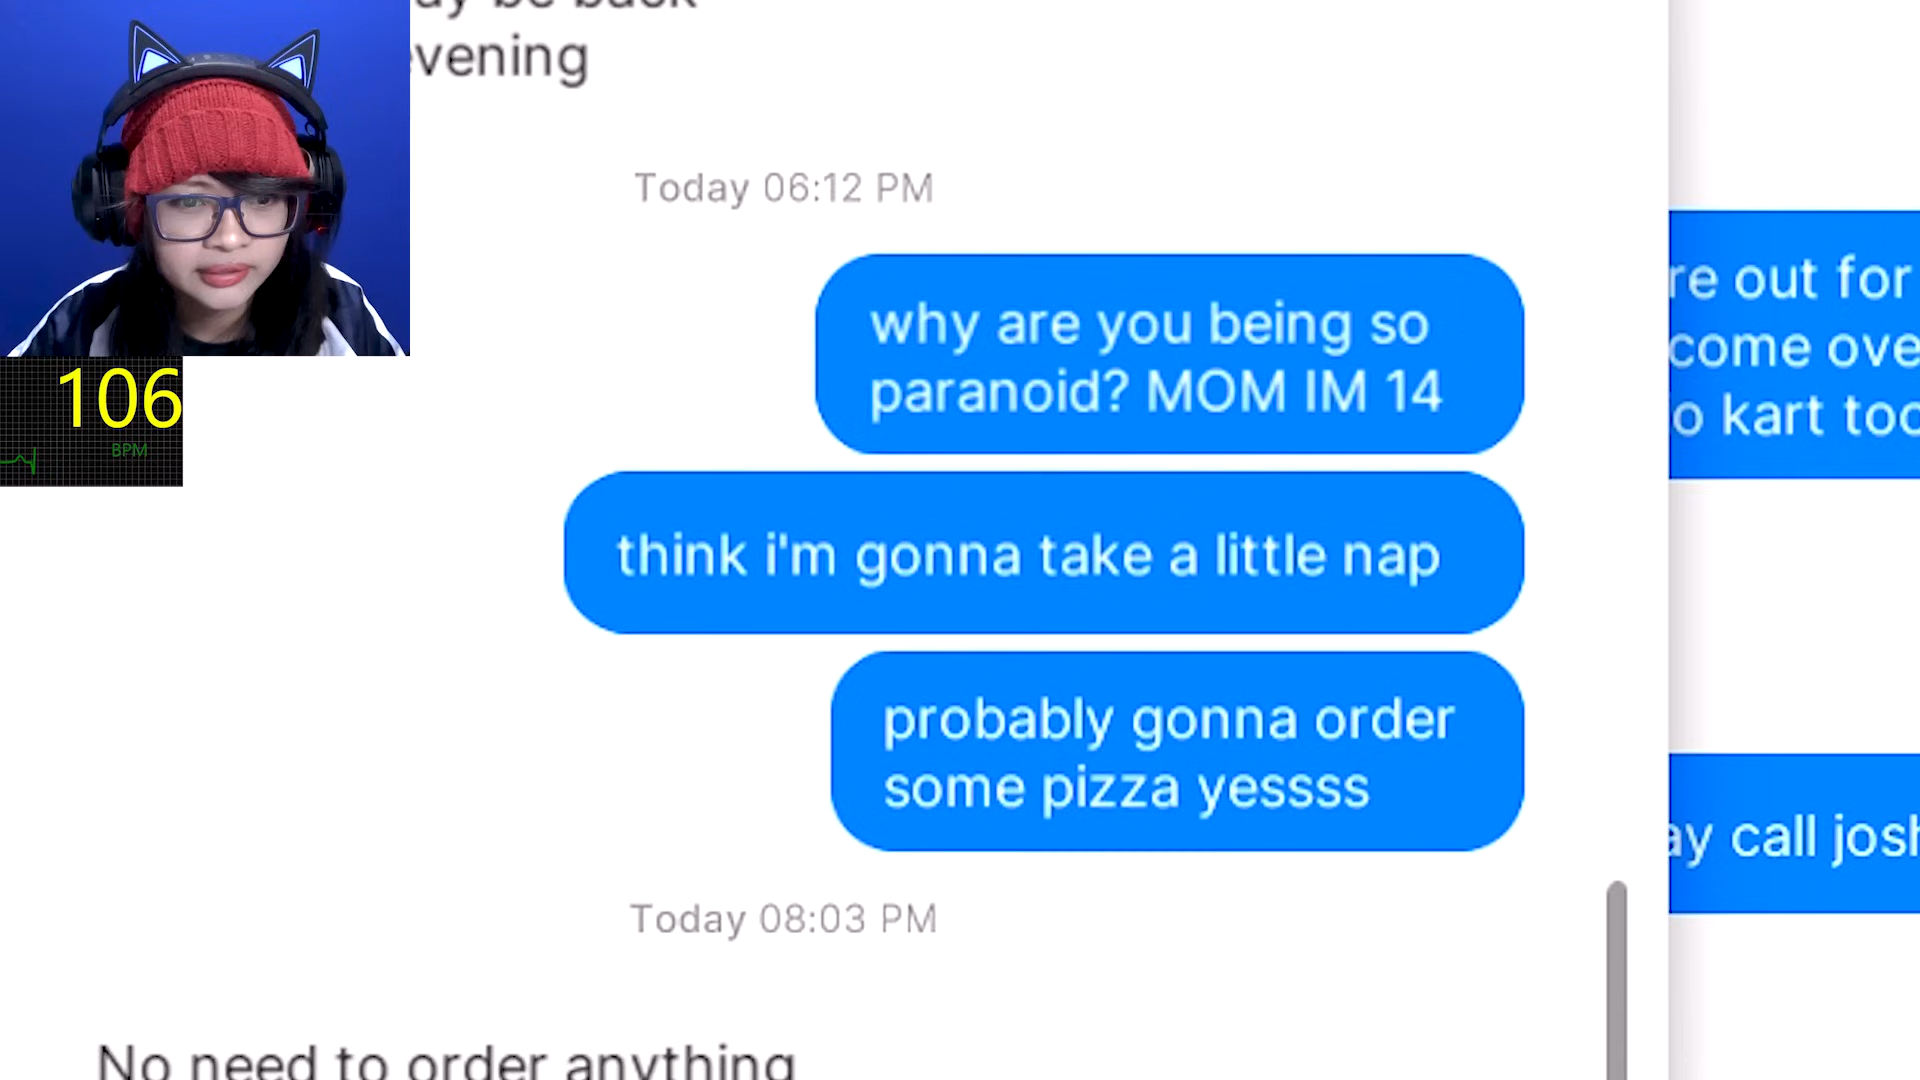 evening
Today 06:12 PM
why are you being so
paranoid? MOM IM 14
think i'm gonna take a little nap
probably gonna order
some pizza yessss
Today 08:03 PM
No need to order anything
106
BPM
re out for
come ove
o kart too
ay call josh